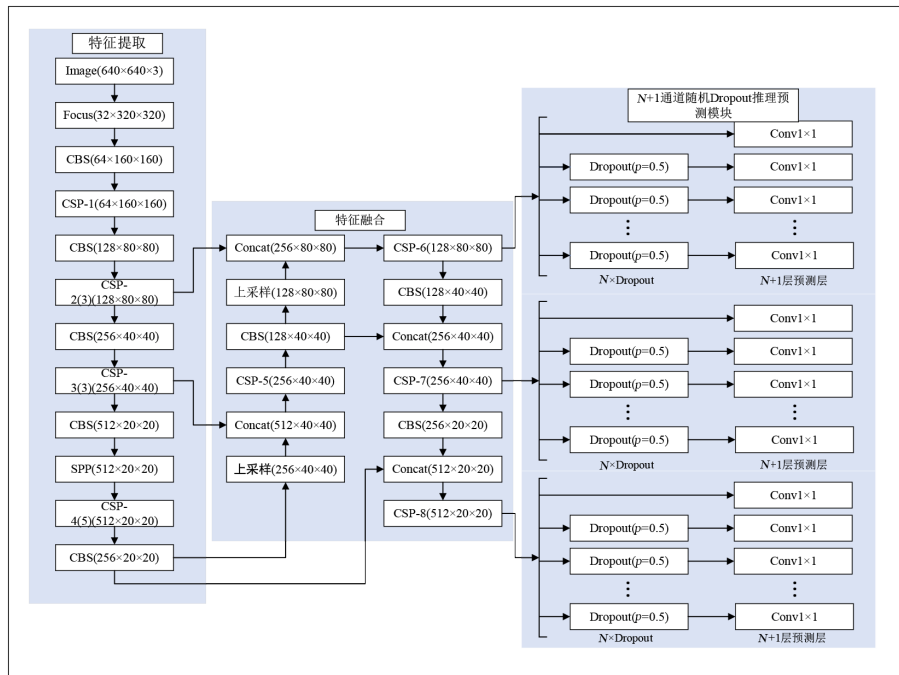 特征提取
Image(640×640×3)
Focus(32×320×320)
CBS(64×160×160)
CSP-1(64×160×160)
CBS(128×80×80)
CSP-
2(3)(128×80×80)
CBS(256×40×40)
CSP-
3(3)(256×40×40)
CBS(512×20×20)
SPP(512×20×20)
CSP-
4(5)(512×20×20)
CBS(256×20×20)
特征融合
Concat(256×80×80)
上采样(128×80×80)
CBS(128×40×40)
CSP-5(256×40×40)
Concat(512×40×40)
上采样(256×40×40)
CSP-6(128×80×80)
CBS(128×40×40)
Concat(256×40×40)
CSP-7(256×40×40)
CBS(256×20×20)
Concat(512×20×20)
CSP-8(512×20×20)
N+1通道随机Dropout推理预
测模块
Conv1×1
Dropout(p=0.5)
Conv1×1
Dropout(p=0.5)
Conv1×1
Dropout(p=0.5)
Conv1×1
N×Dropout
N+1层预测层
Conv1×1
Dropout(p=0.5)
Conv1×1
Dropout(p=0.5)
Conv1×1
Dropout(p=0.5)
Conv1×1
N×Dropout
N+1层预测层
Conv1×1
Dropout(p=0.5)
Conv1×1
Dropout(p=0.5)
Conv1×1
Dropout(p=0.5)
Conv1×1
N×Dropout
N+1层预测层